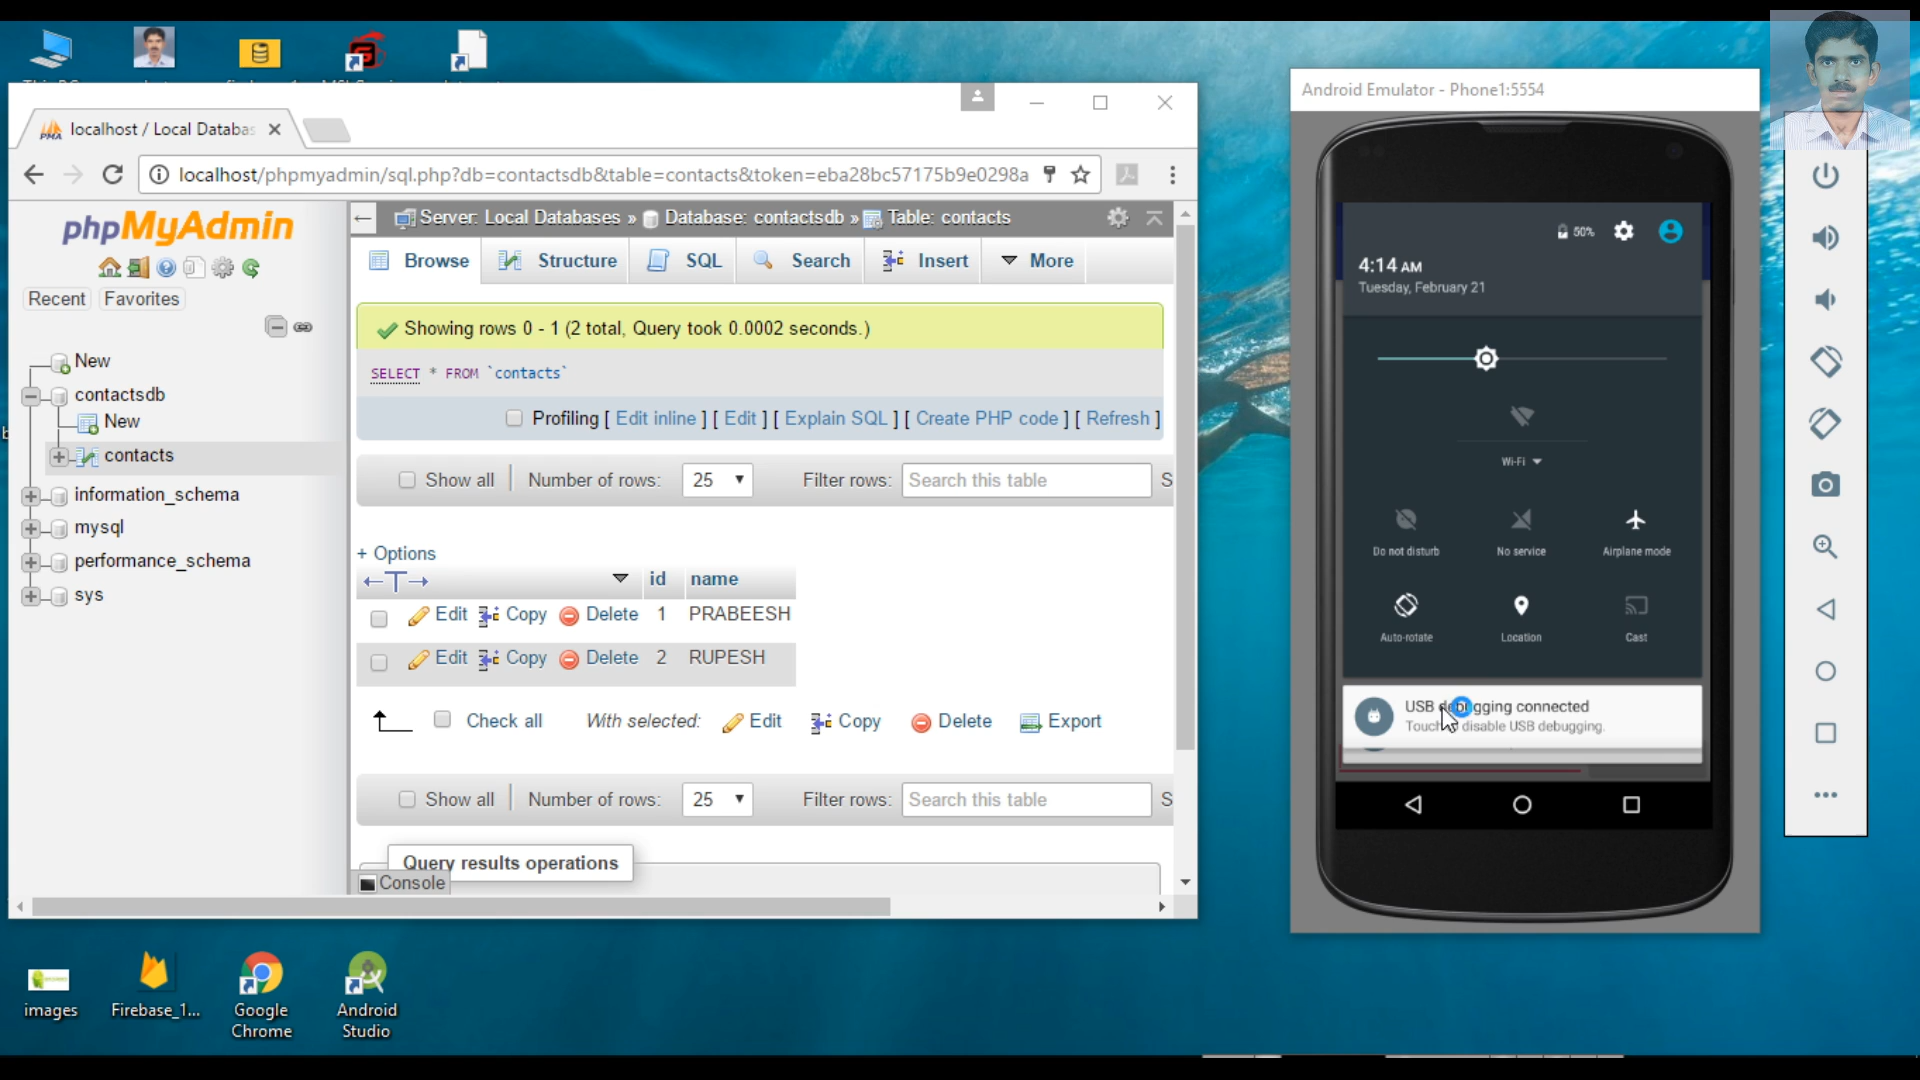 localhost / Local Databas
localhost/phpmyadmin/sql.php?db=contactsdb&table=contacts&token=eba28bc57175b9e0298a
phpMyAdmin
Recent Favorites
New
contactsdb
New
contacts
information_schema
mysql
performance_schema
sys
Server: Local Databases » Database: contactsdb » Table: contacts
Browse Structure SQL Search Insert More
Showing rows 0 - 1 (2 total, Query took 0.0002 seconds.)
SELECT * FROM `contacts`
Profiling [ Edit inline ] [ Edit ] [ Explain SQL ] [ Create PHP code ] [ Refresh ]
Show all Number of rows: 25 Filter rows: Search this table S
+ Options
←T→ id name
Edit Copy Delete 1 PRABEESH
Edit Copy Delete 2 RUPESH
Check all With selected: Edit Copy Delete Export
Show all Number of rows: 25 Filter rows: Search this table S
Query results operations
Console
images
Firebase_1...
Google
Chrome
Android
Studio
Android Emulator - Phone1:5554
50%
4:14 AM
Tuesday, February 21
Wi-Fi
Do not disturb No service Airplane mode
Auto-rotate Location Cast
USB debugging connected
Touch disable USB debugging.